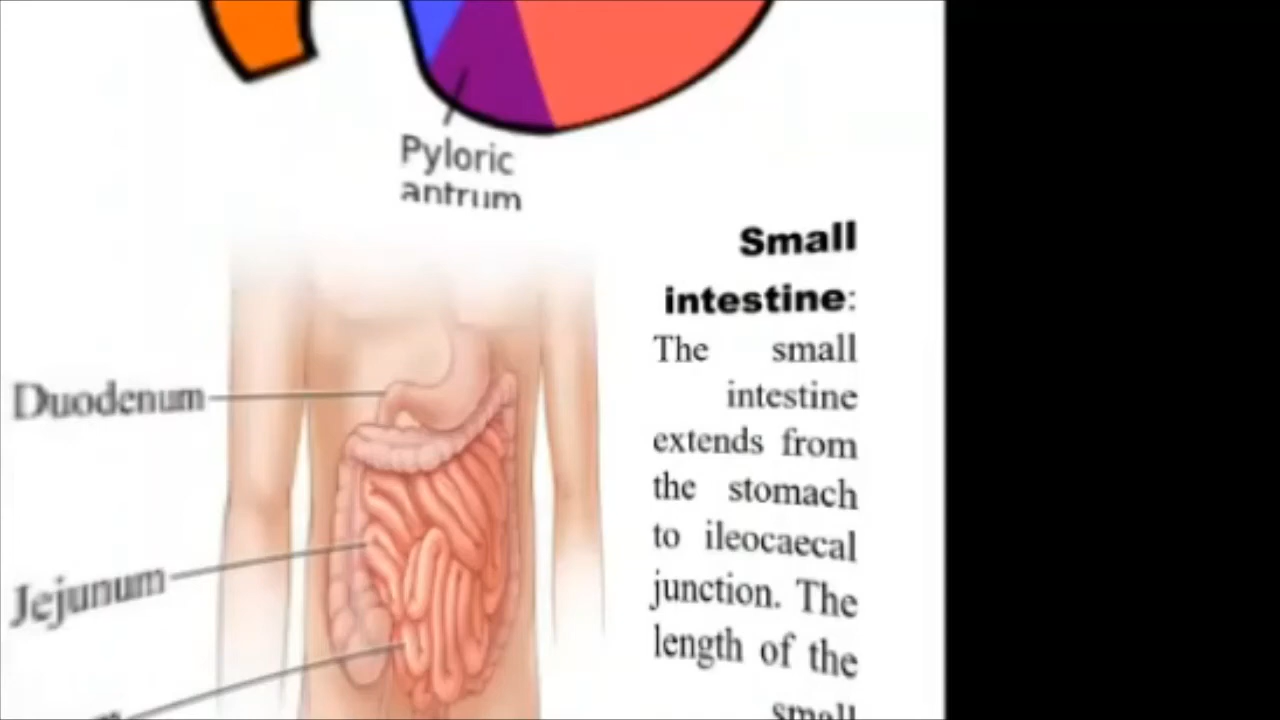 Pyloric
antrum
Small
intestine:
The small
intestine
extends from
the stomach
to ileocaecal
junction. The
length of the
small
Duodenum
Jejunum